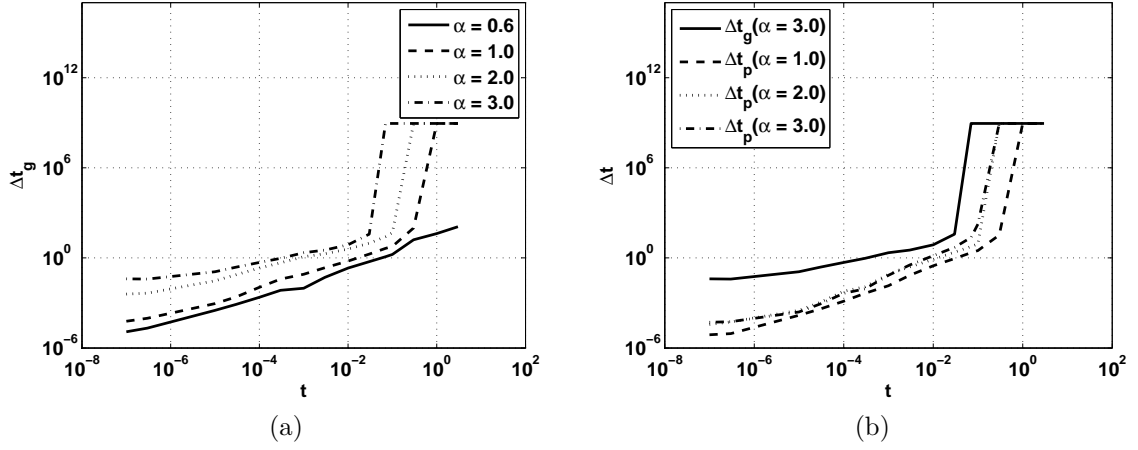 α = 0.6
α = 1.0
α = 2.0
α = 3.0
10^12
10^6
10^0
10^−6
Δt_g
10^−8 10^−6 10^−4 10^−2 10^0 10^2
t
(a)
Δt_g(α = 3.0)
Δt_p(α = 1.0)
Δt_p(α = 2.0)
Δt_p(α = 3.0)
10^12
10^6
10^0
10^−6
Δt
10^−8 10^−6 10^−4 10^−2 10^0 10^2
t
(b)